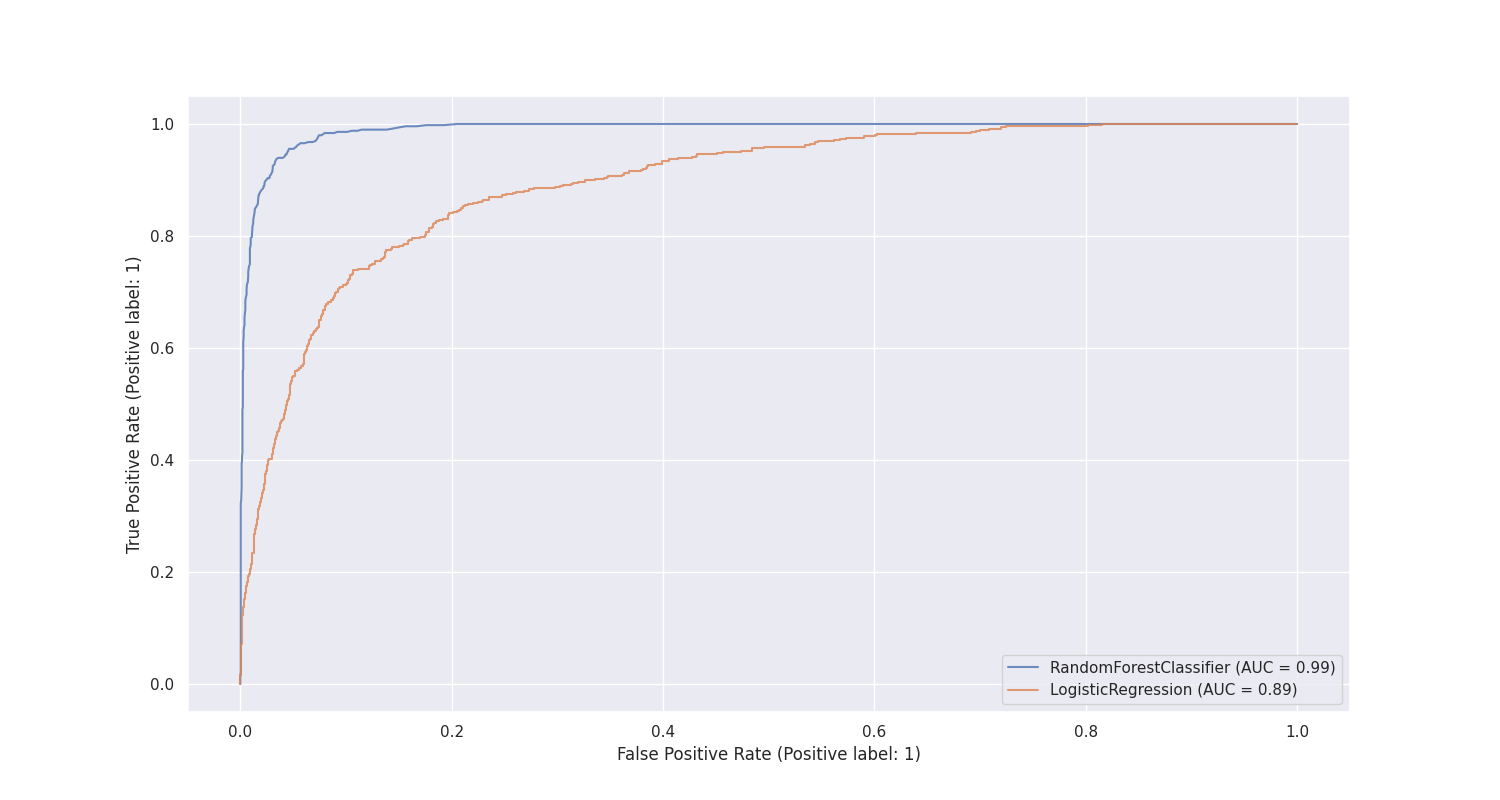 1.0
0.8
0.6
0.4
0.2
0.0
True Positive Rate (Positive label: 1)
RandomForestClassifier (AUC = 0.99)
LogisticRegression (AUC = 0.89)
0.0 0.2 0.4 0.6 0.8 1.0
False Positive Rate (Positive label: 1)